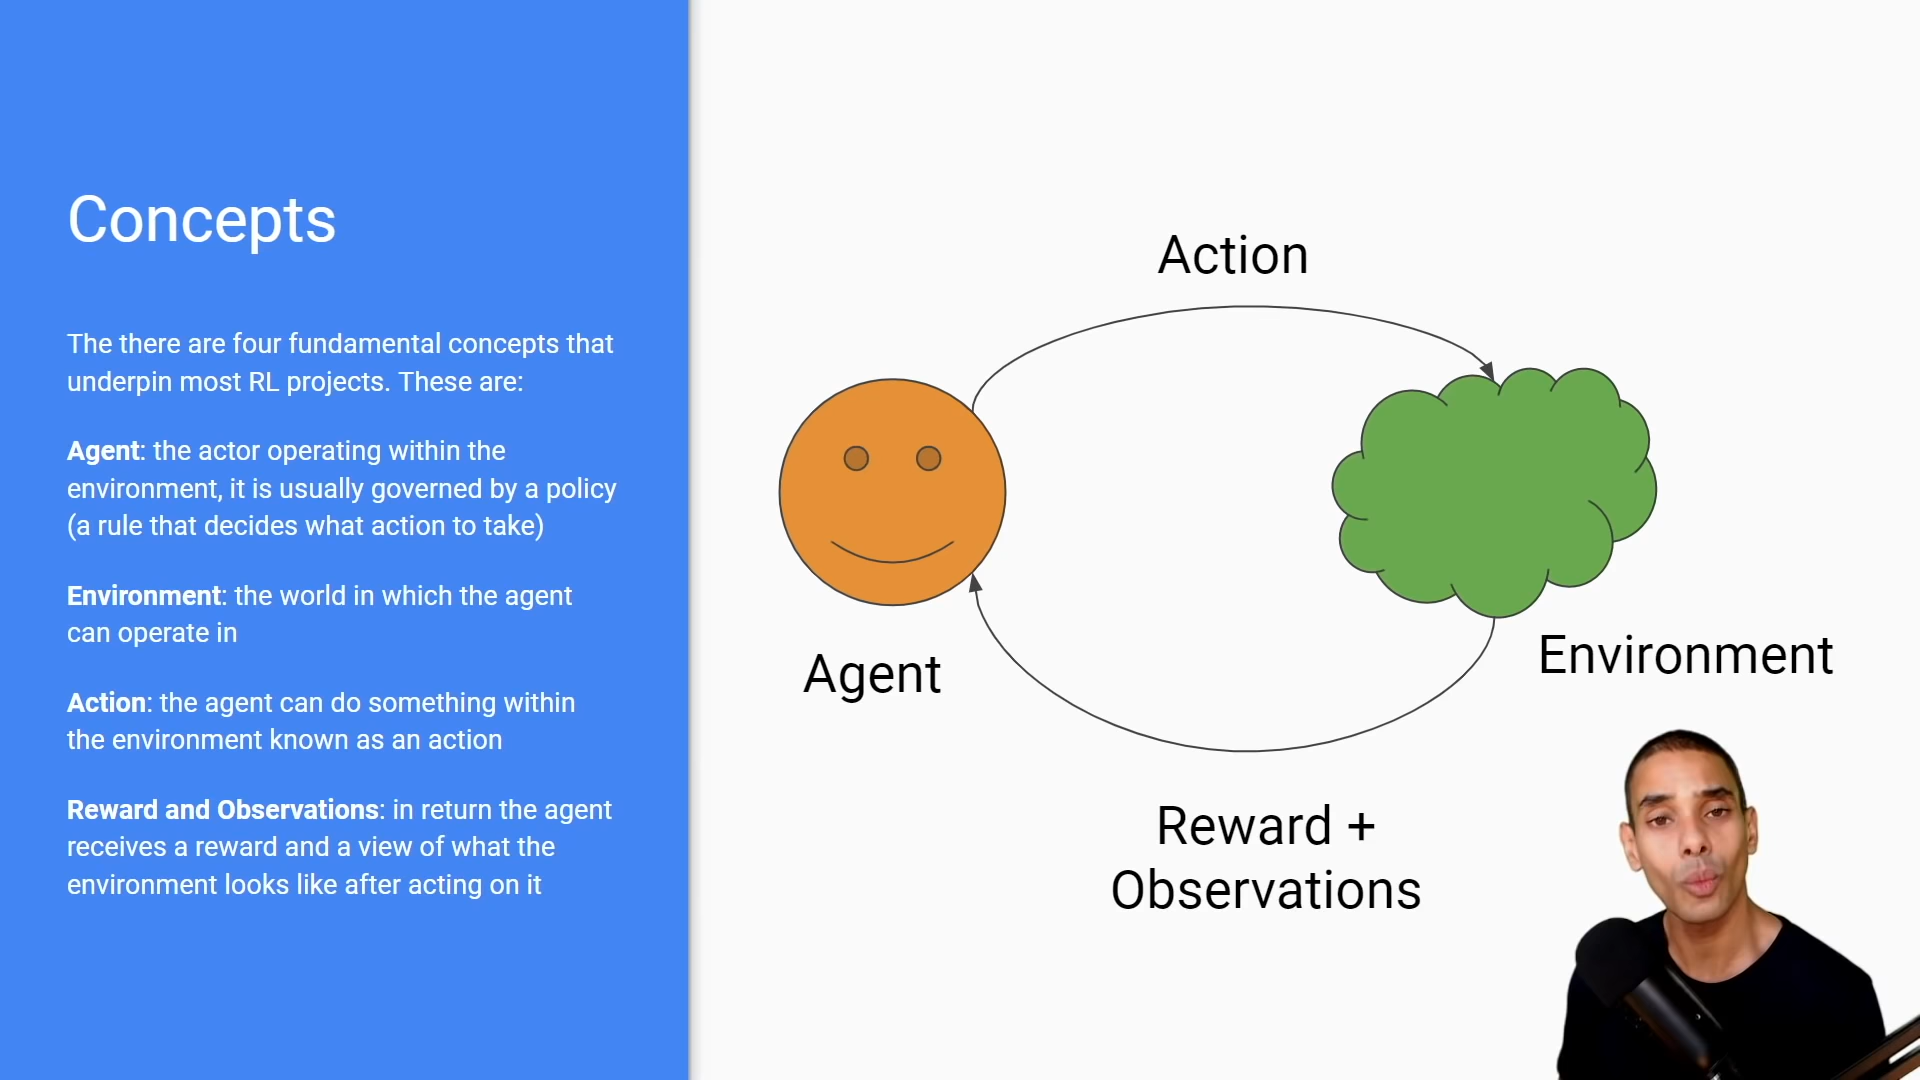 Concepts
The there are four fundamental concepts that
underpin most RL projects. These are:
Agent: the actor operating within the
environment, it is usually governed by a policy
(a rule that decides what action to take)
Environment: the world in which the agent
can operate in
Action: the agent can do something within
the environment known as an action
Reward and Observations: in return the agent
receives a reward and a view of what the
environment looks like after acting on it
Action
Agent
Environment
Reward +
Observations